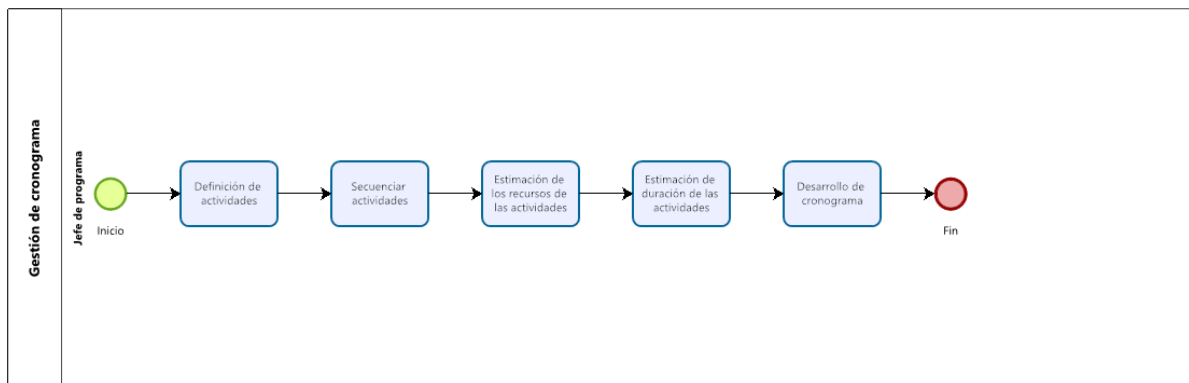 Gestión de cronograma
Jefe de programa
Inicio
Definición de
actividades
Secuenciar
actividades
Estimación de
los recursos de
las actividades
Estimación de
duración de las
actividades
Desarrollo de
cronograma
Fin